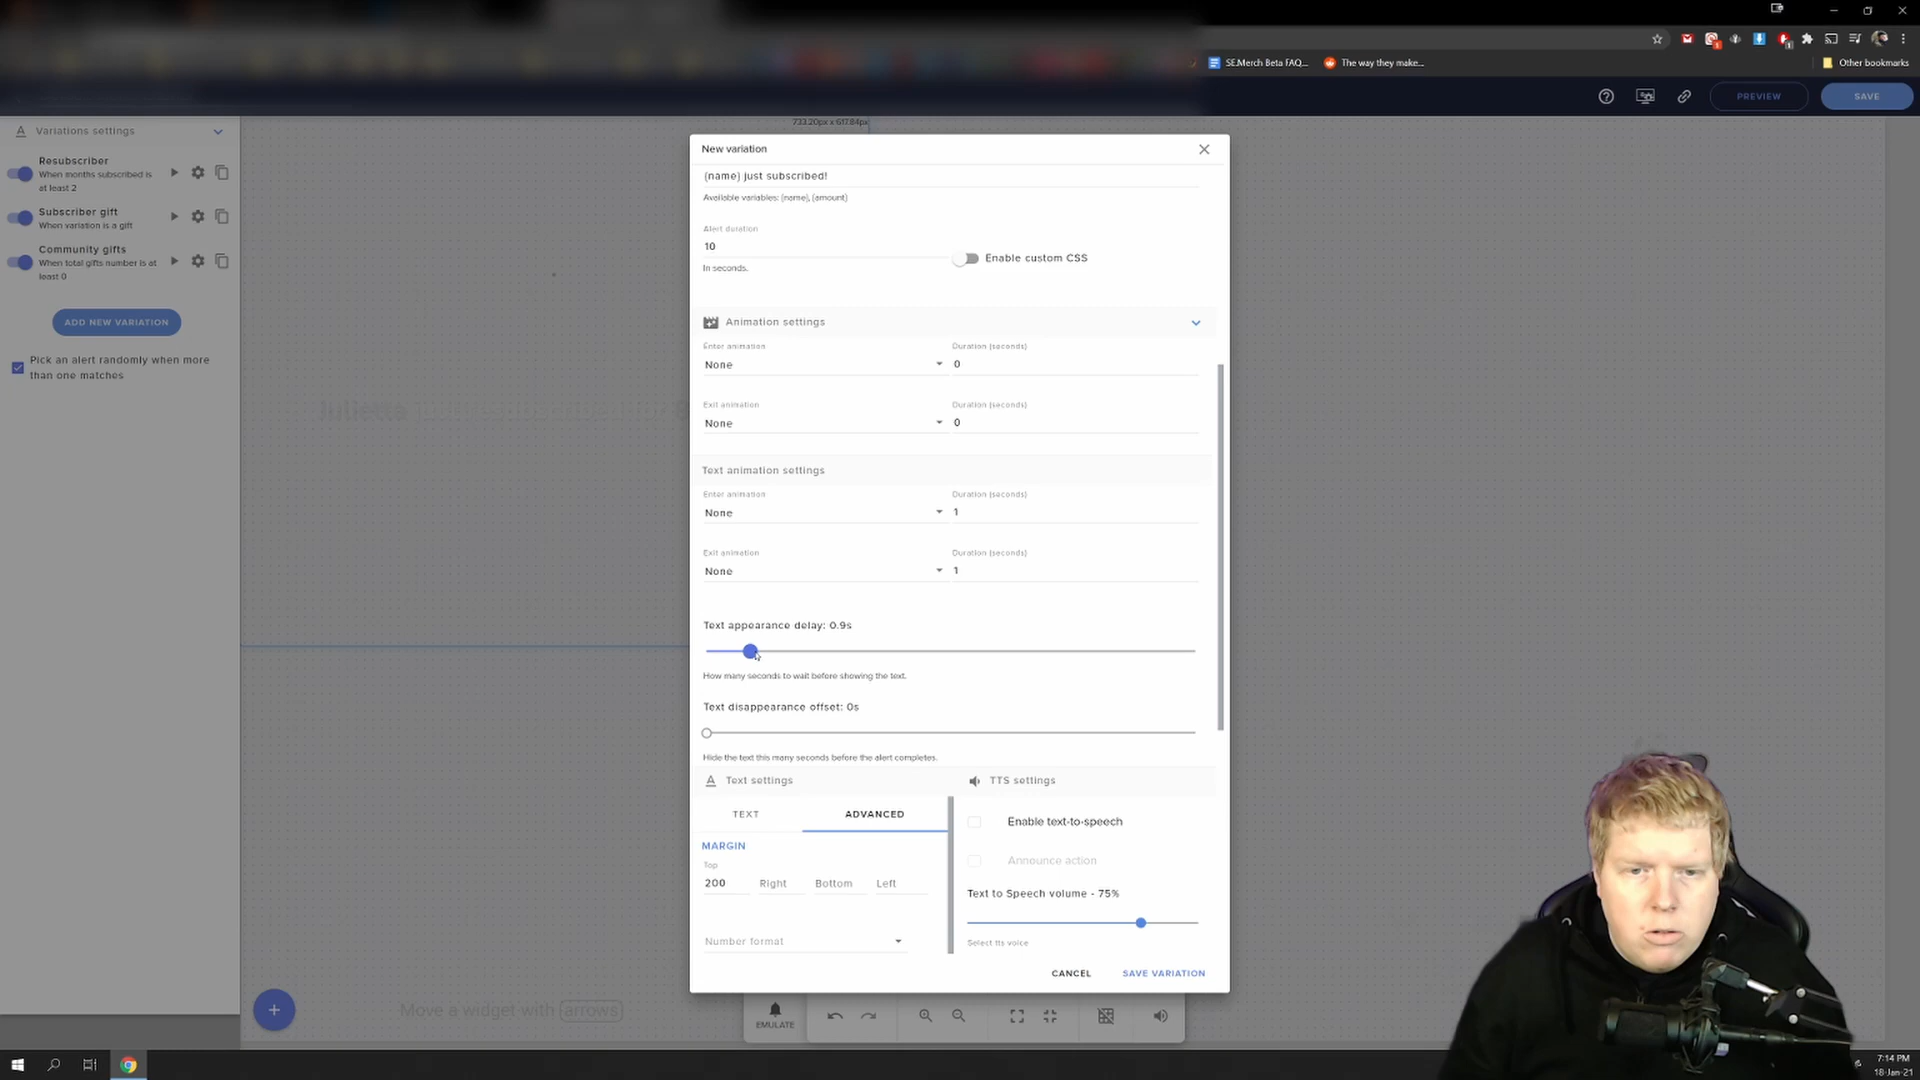 SE.Merch Beta FAQ...
The way they make...
Other bookmarks
PREVIEW
SAVE
Variations settings
Resubscriber
When months subscribed is
at least 2
Subscriber gift
When variation is a gift
Community gifts
When total gifts number is at
least 0
ADD NEW VARIATION
Pick an alert randomly when more
than one matches
733.20px x 617.84px
New variation
{name} just subscribed!
Available variables: {name}, {amount}
Alert duration
10
In seconds.
Enable custom CSS
Animation settings
Enter animation
Duration (seconds)
None
0
Exit animation
Duration (seconds)
None
0
Text animation settings
Enter animation
Duration (seconds)
None
1
Exit animation
Duration (seconds)
None
1
Text appearance delay: 0.9s
How many seconds to wait before showing the text.
Text disappearance offset: 0s
Hide the text this many seconds before the alert completes.
Text settings
TTS settings
TEXT
ADVANCED
Enable text-to-speech
MARGIN
Top
200
Right
Bottom
Left
Announce action
Text to Speech volume - 75%
Number format
Select tts voice
CANCEL
SAVE VARIATION
Move a widget with arrows
EMULATE
7:14 PM
18-Jan-21